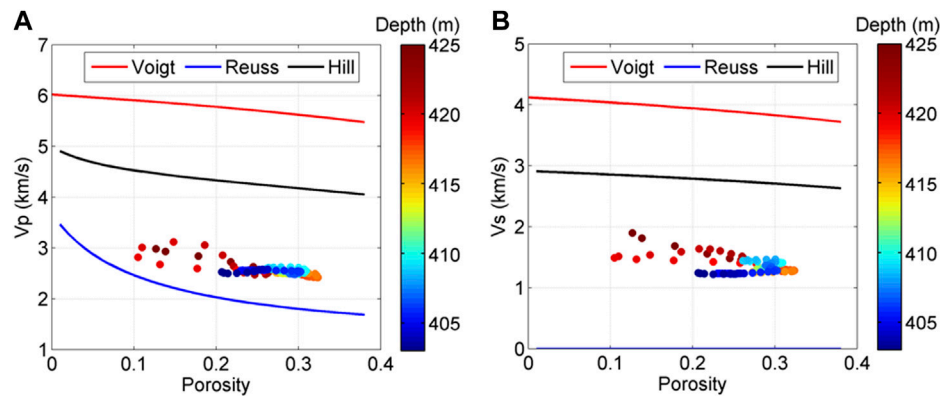 A
Depth (m)
Voigt Reuss Hill
Vp (km/s)
7
6
5
4
3
2
1
0 0.1 0.2 0.3 0.4
Porosity
425
420
415
410
405
B
Depth (m)
Voigt Reuss Hill
Vs (km/s)
5
4
3
2
1
0
0 0.1 0.2 0.3 0.4
Porosity
425
420
415
410
405